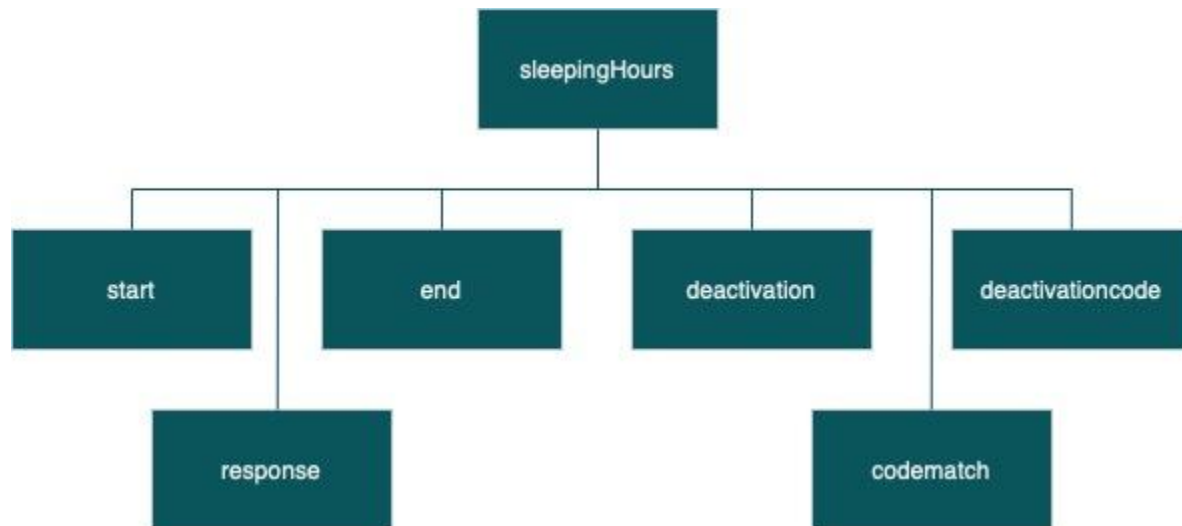 sleepingHours
start
end
deactivation
deactivationcode
response
codematch